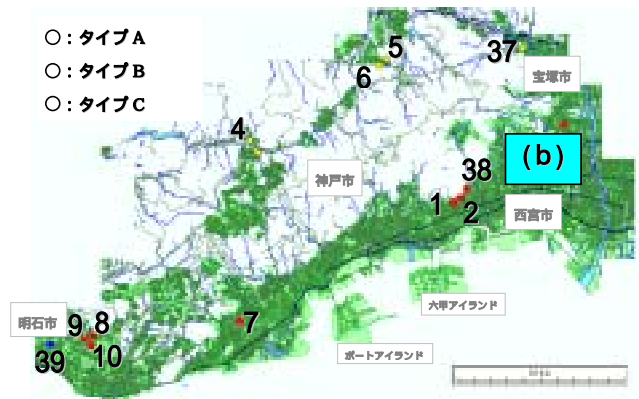 ○：タイプA
○：タイプB
○：タイプC
5
37
6
宝塚市
4
(b)
神戸市
38
1
2
西宮市
六甲アイランド
7
明石市
8
9
10
39
ポートアイランド